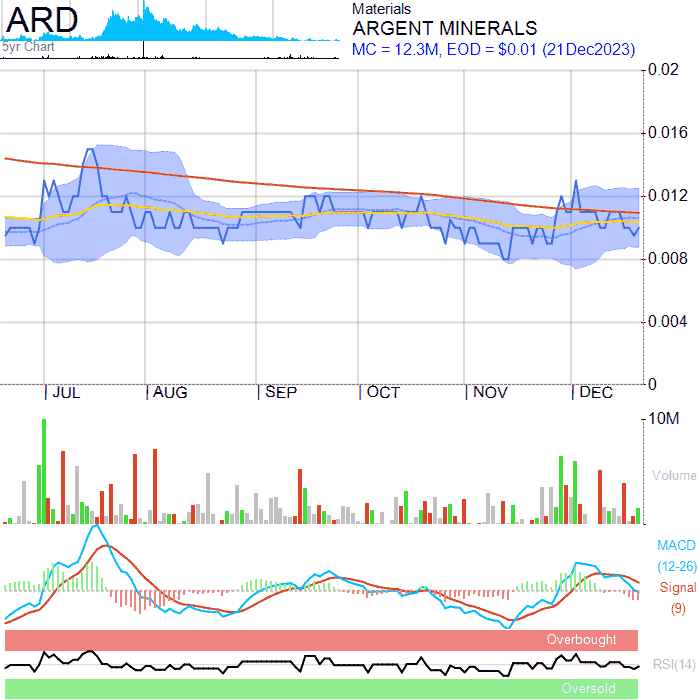 ARD
5yr Chart
Materials
ARGENT MINERALS
MC = 12.3M, EOD = $0.01 (21Dec2023)
0.02
0.016
0.012
0.008
0.004
0
JUL AUG SEP OCT NOV DEC
10M
Volume
MACD
(12-26)
Signal
(9)
Overbought
RSI(14)
Oversold